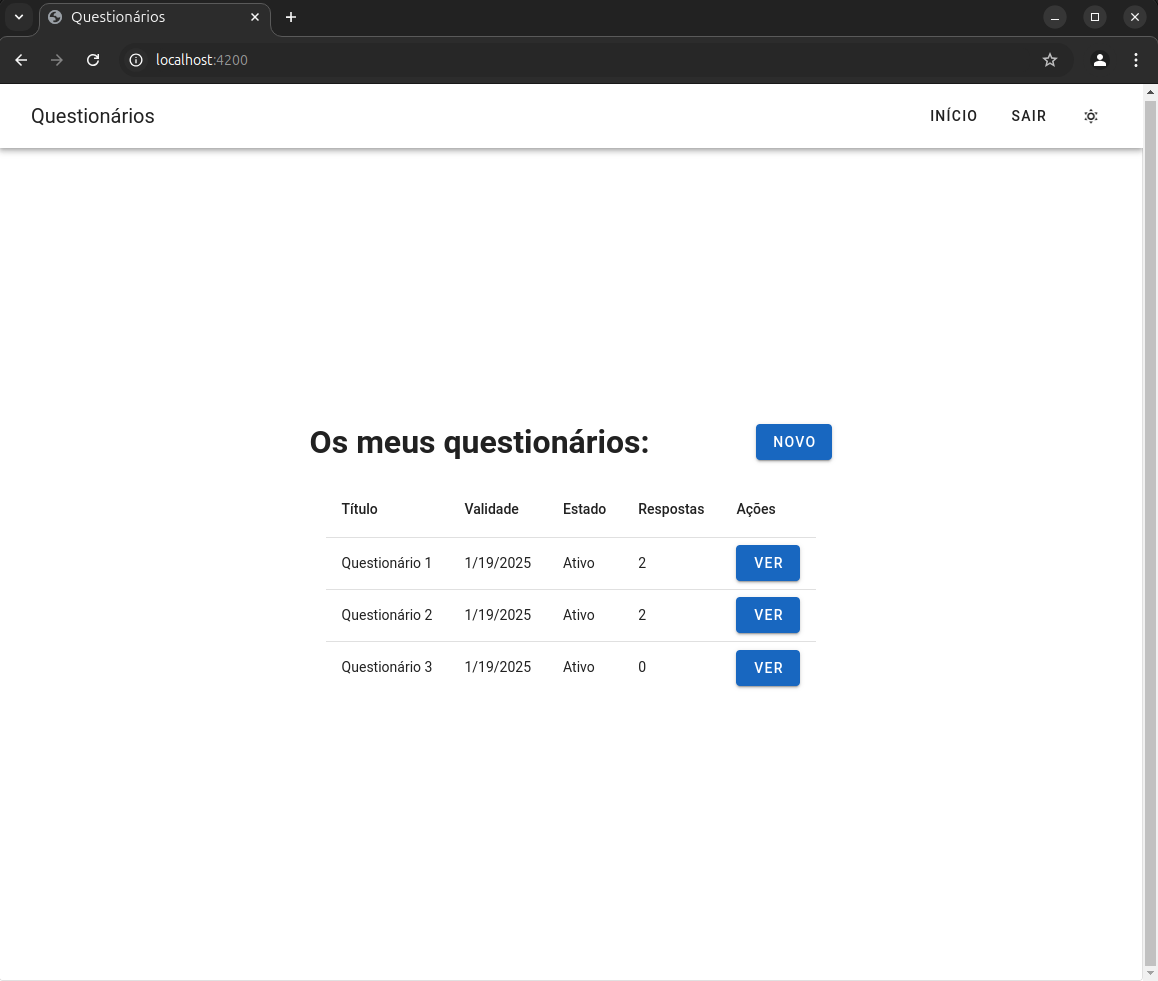 Questionários
localhost:4200
Questionários INÍCIO SAIR
Os meus questionários: NOVO
Título Validade Estado Respostas Ações
Questionário 1 1/19/2025 Ativo 2 VER
Questionário 2 1/19/2025 Ativo 2 VER
Questionário 3 1/19/2025 Ativo 0 VER